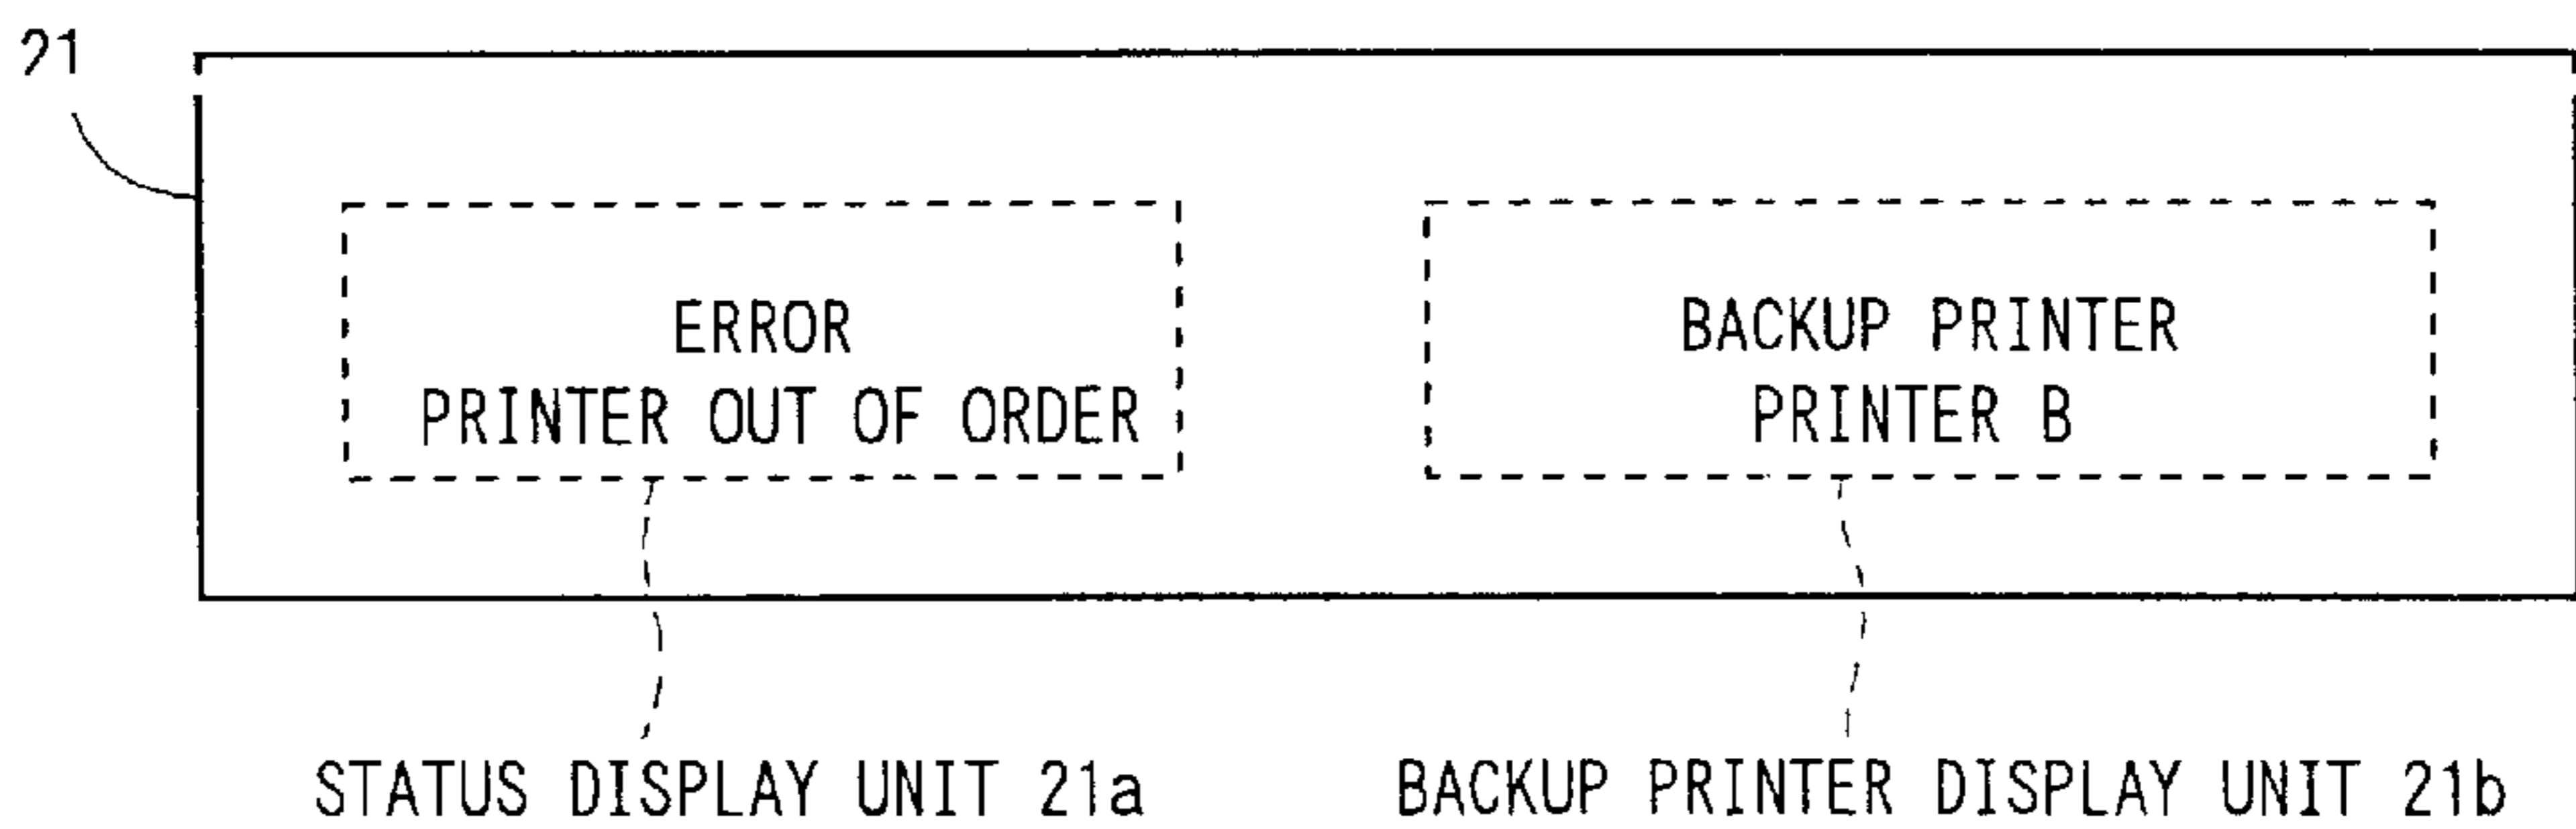 21
ERROR
PRINTER OUT OF ORDER
BACKUP PRINTER
PRINTER B
STATUS DISPLAY UNIT 21a
BACKUP PRINTER DISPLAY UNIT 21b